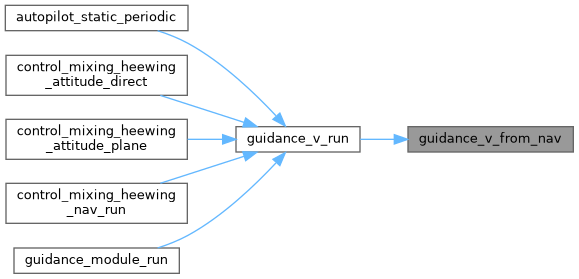 autopilot_static_periodic
control_mixing_heewing
_attitude_direct
control_mixing_heewing
_attitude_plane
guidance_v_run
guidance_v_from_nav
control_mixing_heewing
_nav_run
guidance_module_run